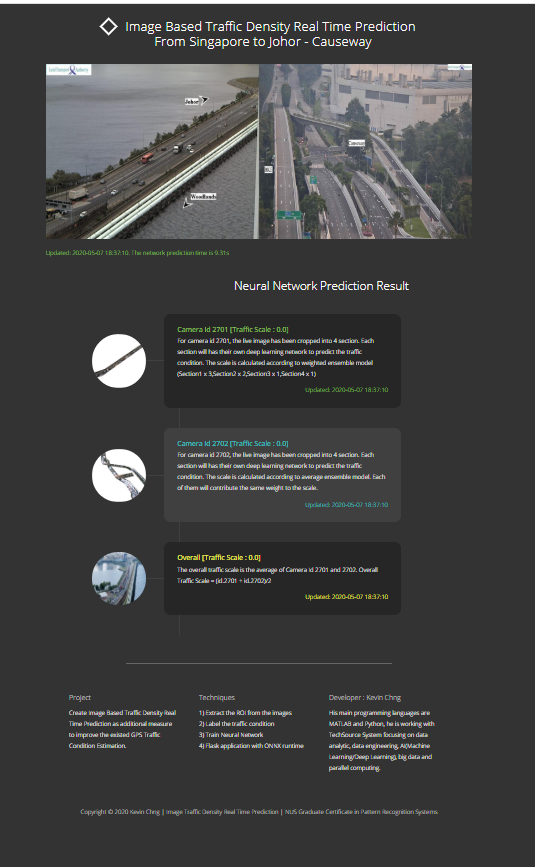 Image Based Traffic Density Real Time Prediction
From Singapore to Johor - Causeway
Johor
Woodlands
Causeway
Updated: 2020-05-07 18:37:10. The network prediction time is 9.31s
Neural Network Prediction Result
Camera Id 2701 [Traffic Scale : 0.0]
For camera id 2701, the live image has been cropped into 4 section. Each
section will has their own deep learning network to predict the traffic
condition. The scale is calculated according to weighted ensemble model
(Section1 x 3,Section2 x 2,Section3 x 1,Section4 x 1)
Updated: 2020-05-07 18:37:10
Camera Id 2702 [Traffic Scale : 0.0]
For camera id 2702, the live image has been cropped into 4 section. Each
section will has their own deep learning network to predict the traffic
condition. The scale is calculated according to average ensemble model. Each
of them will contribute the same weight to the scale.
Updated: 2020-05-07 18:37:10
Overall [Traffic Scale : 0.0]
The overall traffic scale is the average of Camera Id 2701 and 2702. Overall
Traffic Scale = (id.2701 + id.2702)/2
Updated: 2020-05-07 18:37:10
Project
Create Image Based Traffic Density Real
Time Prediction as additional measure
to improve the existed GPS Traffic
Condition Estimation.
Techniques
1) Extract the ROI from the images
2) Label the traffic condition
3) Train Neural Network
4) Flask application with ONNX runtime
Developer : Kevin Chng
His main programming languages are
MATLAB and Python, he is working with
TechSource System focusing on data
analytic, data engineering, AI(Machine
Learning/Deep Learning), big data and
parallel computing.
Copyright © 2020 Kevin Chng | Image Traffic Density Real Time Prediction | NUS Graduate Certificate in Pattern Recognition Systems